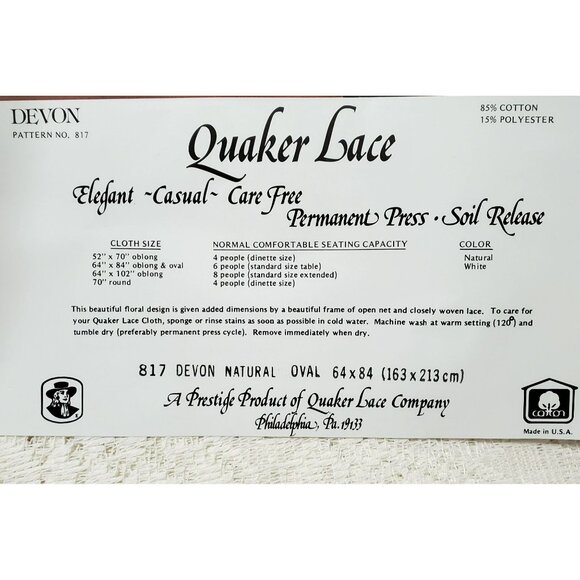 DEVON
PATTERN NO. 817
85% COTTON
15% POLYESTER
Quaker Lace
Elegant ~Casual~ Care Free
Permanent Press · Soil Release
CLOTH SIZE NORMAL COMFORTABLE SEATING CAPACITY COLOR
52" x 70" oblong 4 people (dinette size) Natural
64" x 84" oblong & oval 6 people (standard size table) White
64" x 102" oblong 8 people (standard size extended)
70" round 4 people (dinette size)
This beautiful floral design is given added dimensions by a beautiful frame of open net and closely woven lace. To care for
your Quaker Lace Cloth, sponge or rinse stains as soon as possible in cold water. Machine wash at warm setting (120°) and
tumble dry (preferably permanent press cycle). Remove immediately when dry.
817 DEVON NATURAL OVAL 64x84 (163x213cm)
A Prestige Product of Quaker Lace Company
Philadelphia, Pa. 19133
cotton
Made in U.S.A.